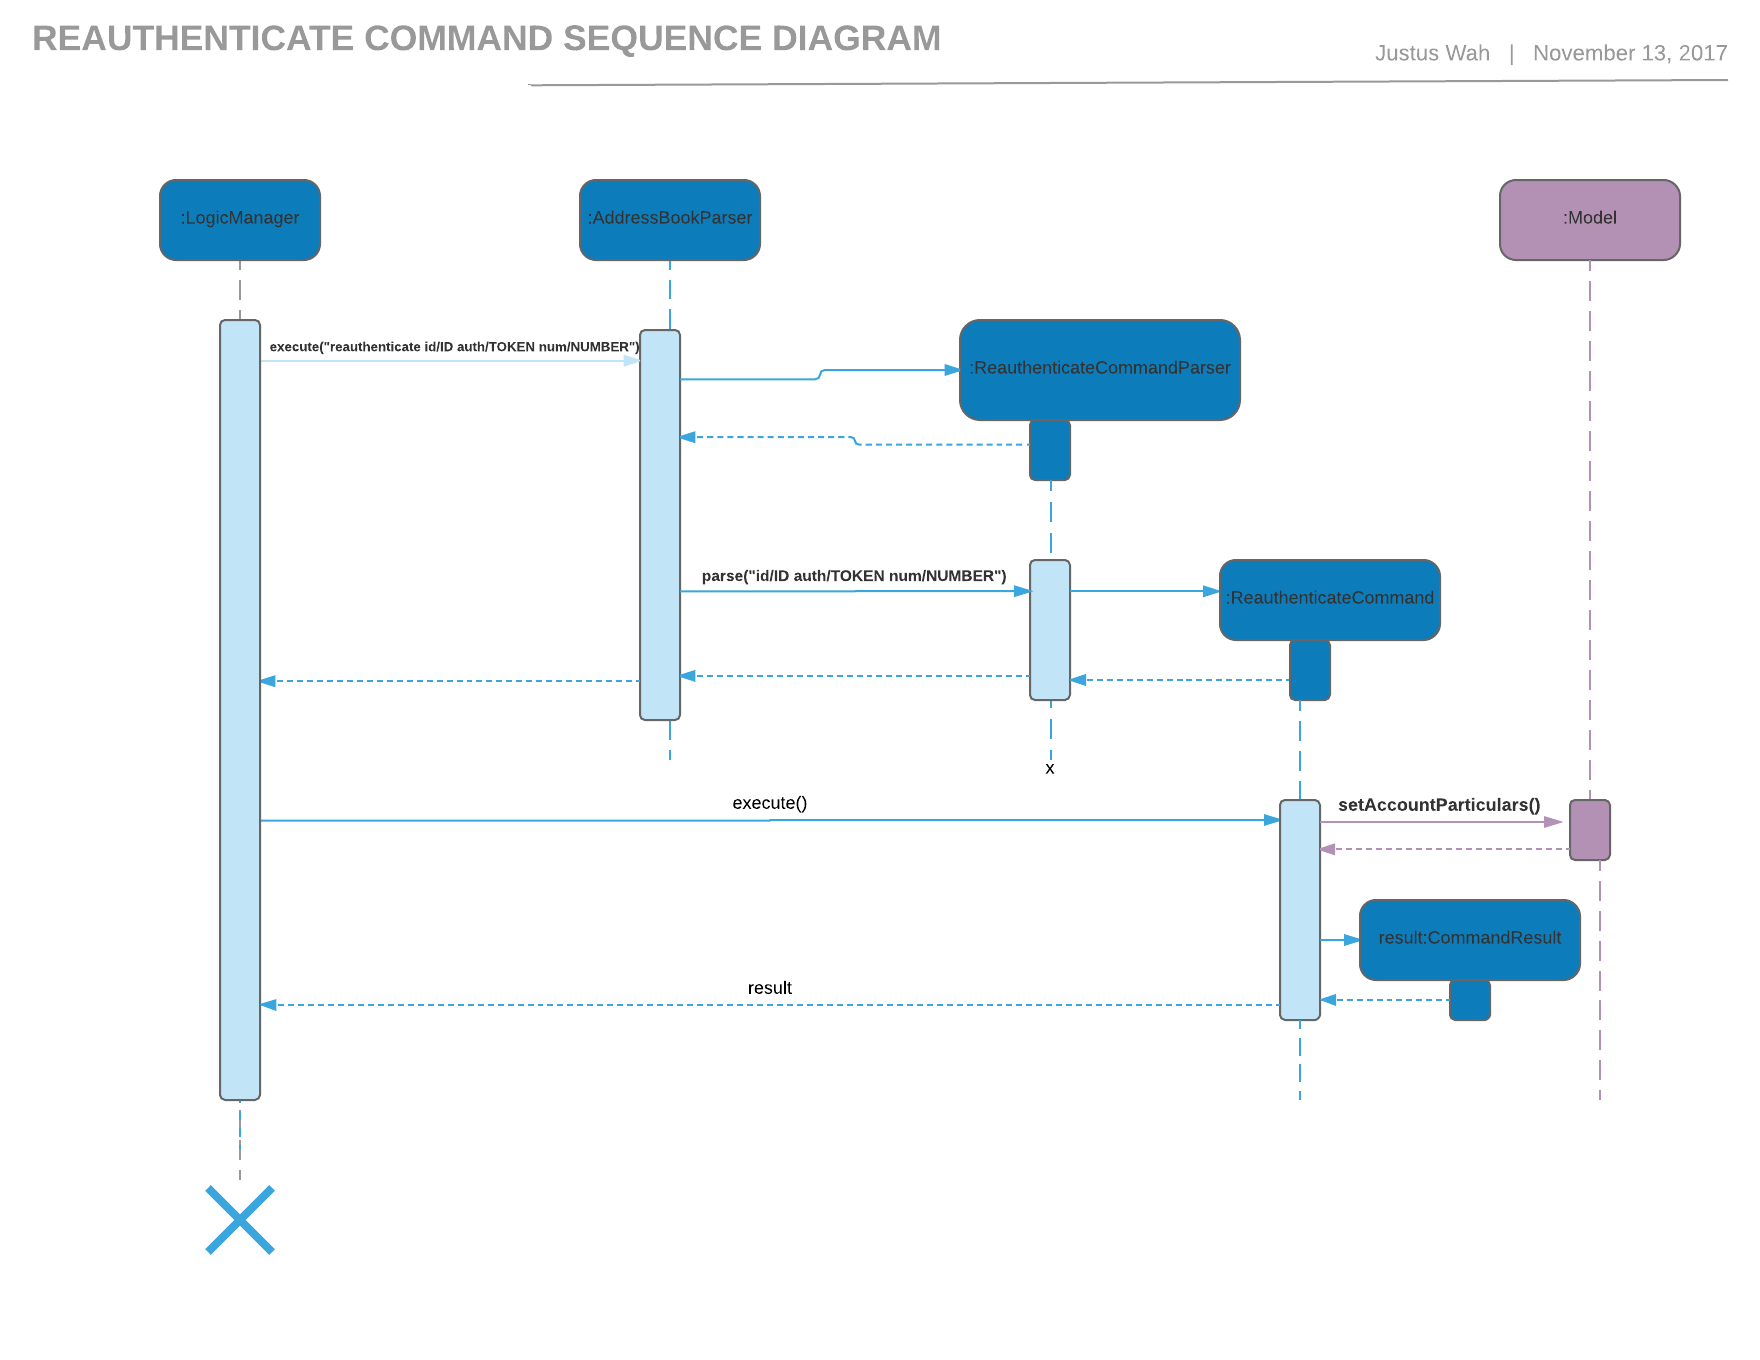 REAUTHENTICATE COMMAND SEQUENCE DIAGRAM
Justus Wah | November 13, 2017
:LogicManager
:AddressBookParser
:Model
execute("reauthenticate id/ID auth/TOKEN num/NUMBER")
:ReauthenticateCommandParser
parse("id/ID auth/TOKEN num/NUMBER")
:ReauthenticateCommand
x
execute()
setAccountParticulars()
result:CommandResult
result